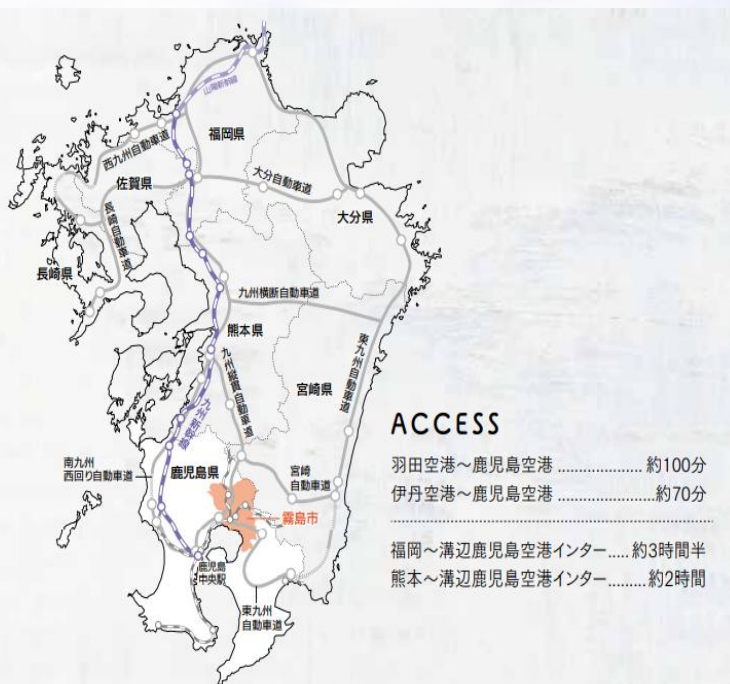 山陽新幹線
福岡県
西九州自動車道
佐賀県
大分自動車道
大分県
長崎自動車道
長崎県
九州横断自動車道
熊本県
東九州自動車道
九州縦貫自動車道
宮崎県
九州新幹線
南九州
西回り自動車道
鹿児島県
宮崎
自動車道
霧島市
鹿児島
中央駅
東九州
自動車道
ACCESS
羽田空港～鹿児島空港 .................... 約100分
伊丹空港～鹿児島空港 ......................約70分
福岡～溝辺鹿児島空港インター..... 約3時間半
熊本～溝辺鹿児島空港インター.........約2時間